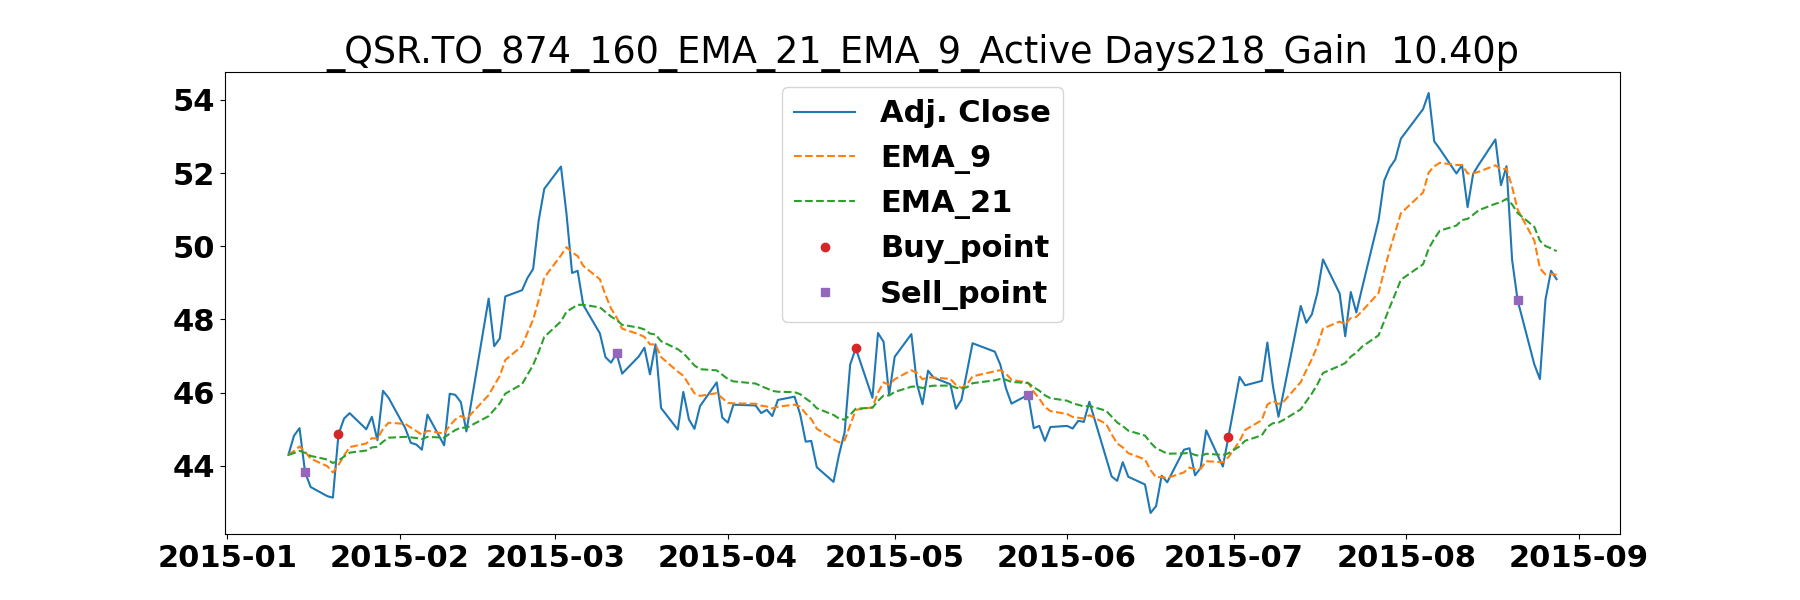 _QSR.TO_874_160_EMA_21_EMA_9_Active Days218_Gain  10.40p
54
52
50
48
46
44
Adj. Close
EMA_9
EMA_21
Buy_point
Sell_point
2015-01 2015-02 2015-03 2015-04 2015-05 2015-06 2015-07 2015-08 2015-09